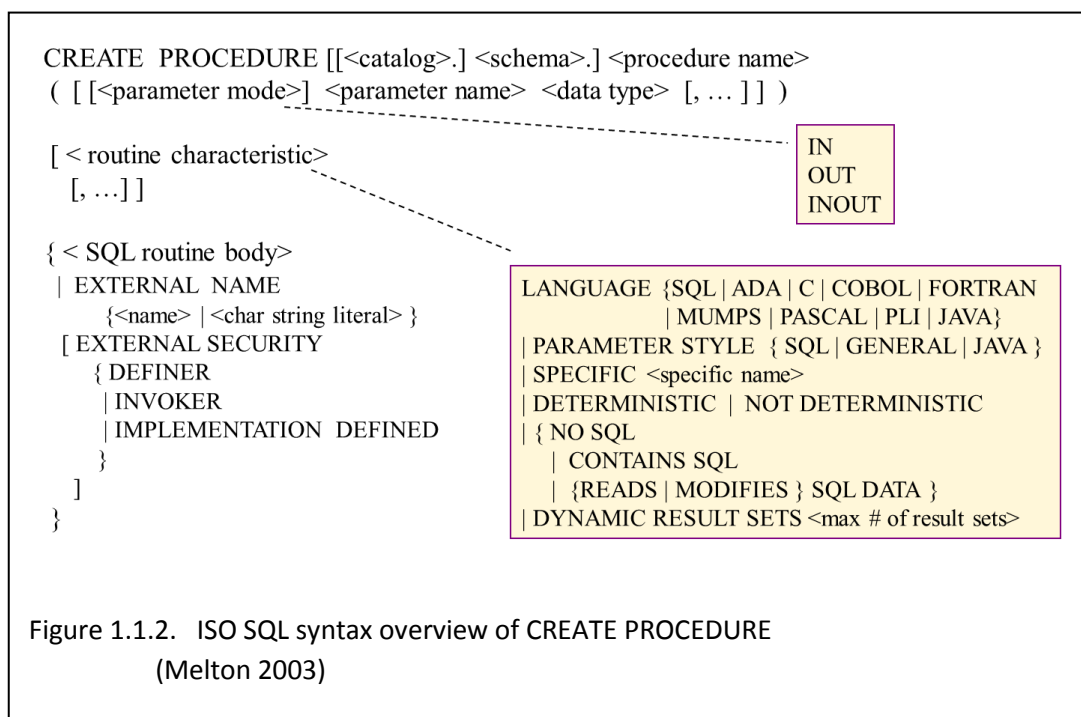 CREATE PROCEDURE [[<catalog>.] <schema>.] <procedure name>
( [ [<parameter mode>] <parameter name> <data type> [, … ] ] )
IN
OUT
INOUT
[ < routine characteristic>
[, …] ]
{ < SQL routine body>
| EXTERNAL NAME
{<name> | <char string literal> }
[ EXTERNAL SECURITY
{ DEFINER
| INVOKER
| IMPLEMENTATION DEFINED
}
]
}
LANGUAGE {SQL | ADA | C | COBOL | FORTRAN
| MUMPS | PASCAL | PLI | JAVA}
| PARAMETER STYLE { SQL | GENERAL | JAVA }
| SPECIFIC <specific name>
| DETERMINISTIC | NOT DETERMINISTIC
| { NO SQL
| CONTAINS SQL
| {READS | MODIFIES } SQL DATA }
| DYNAMIC RESULT SETS <max # of result sets>
Figure 1.1.2. ISO SQL syntax overview of CREATE PROCEDURE
(Melton 2003)